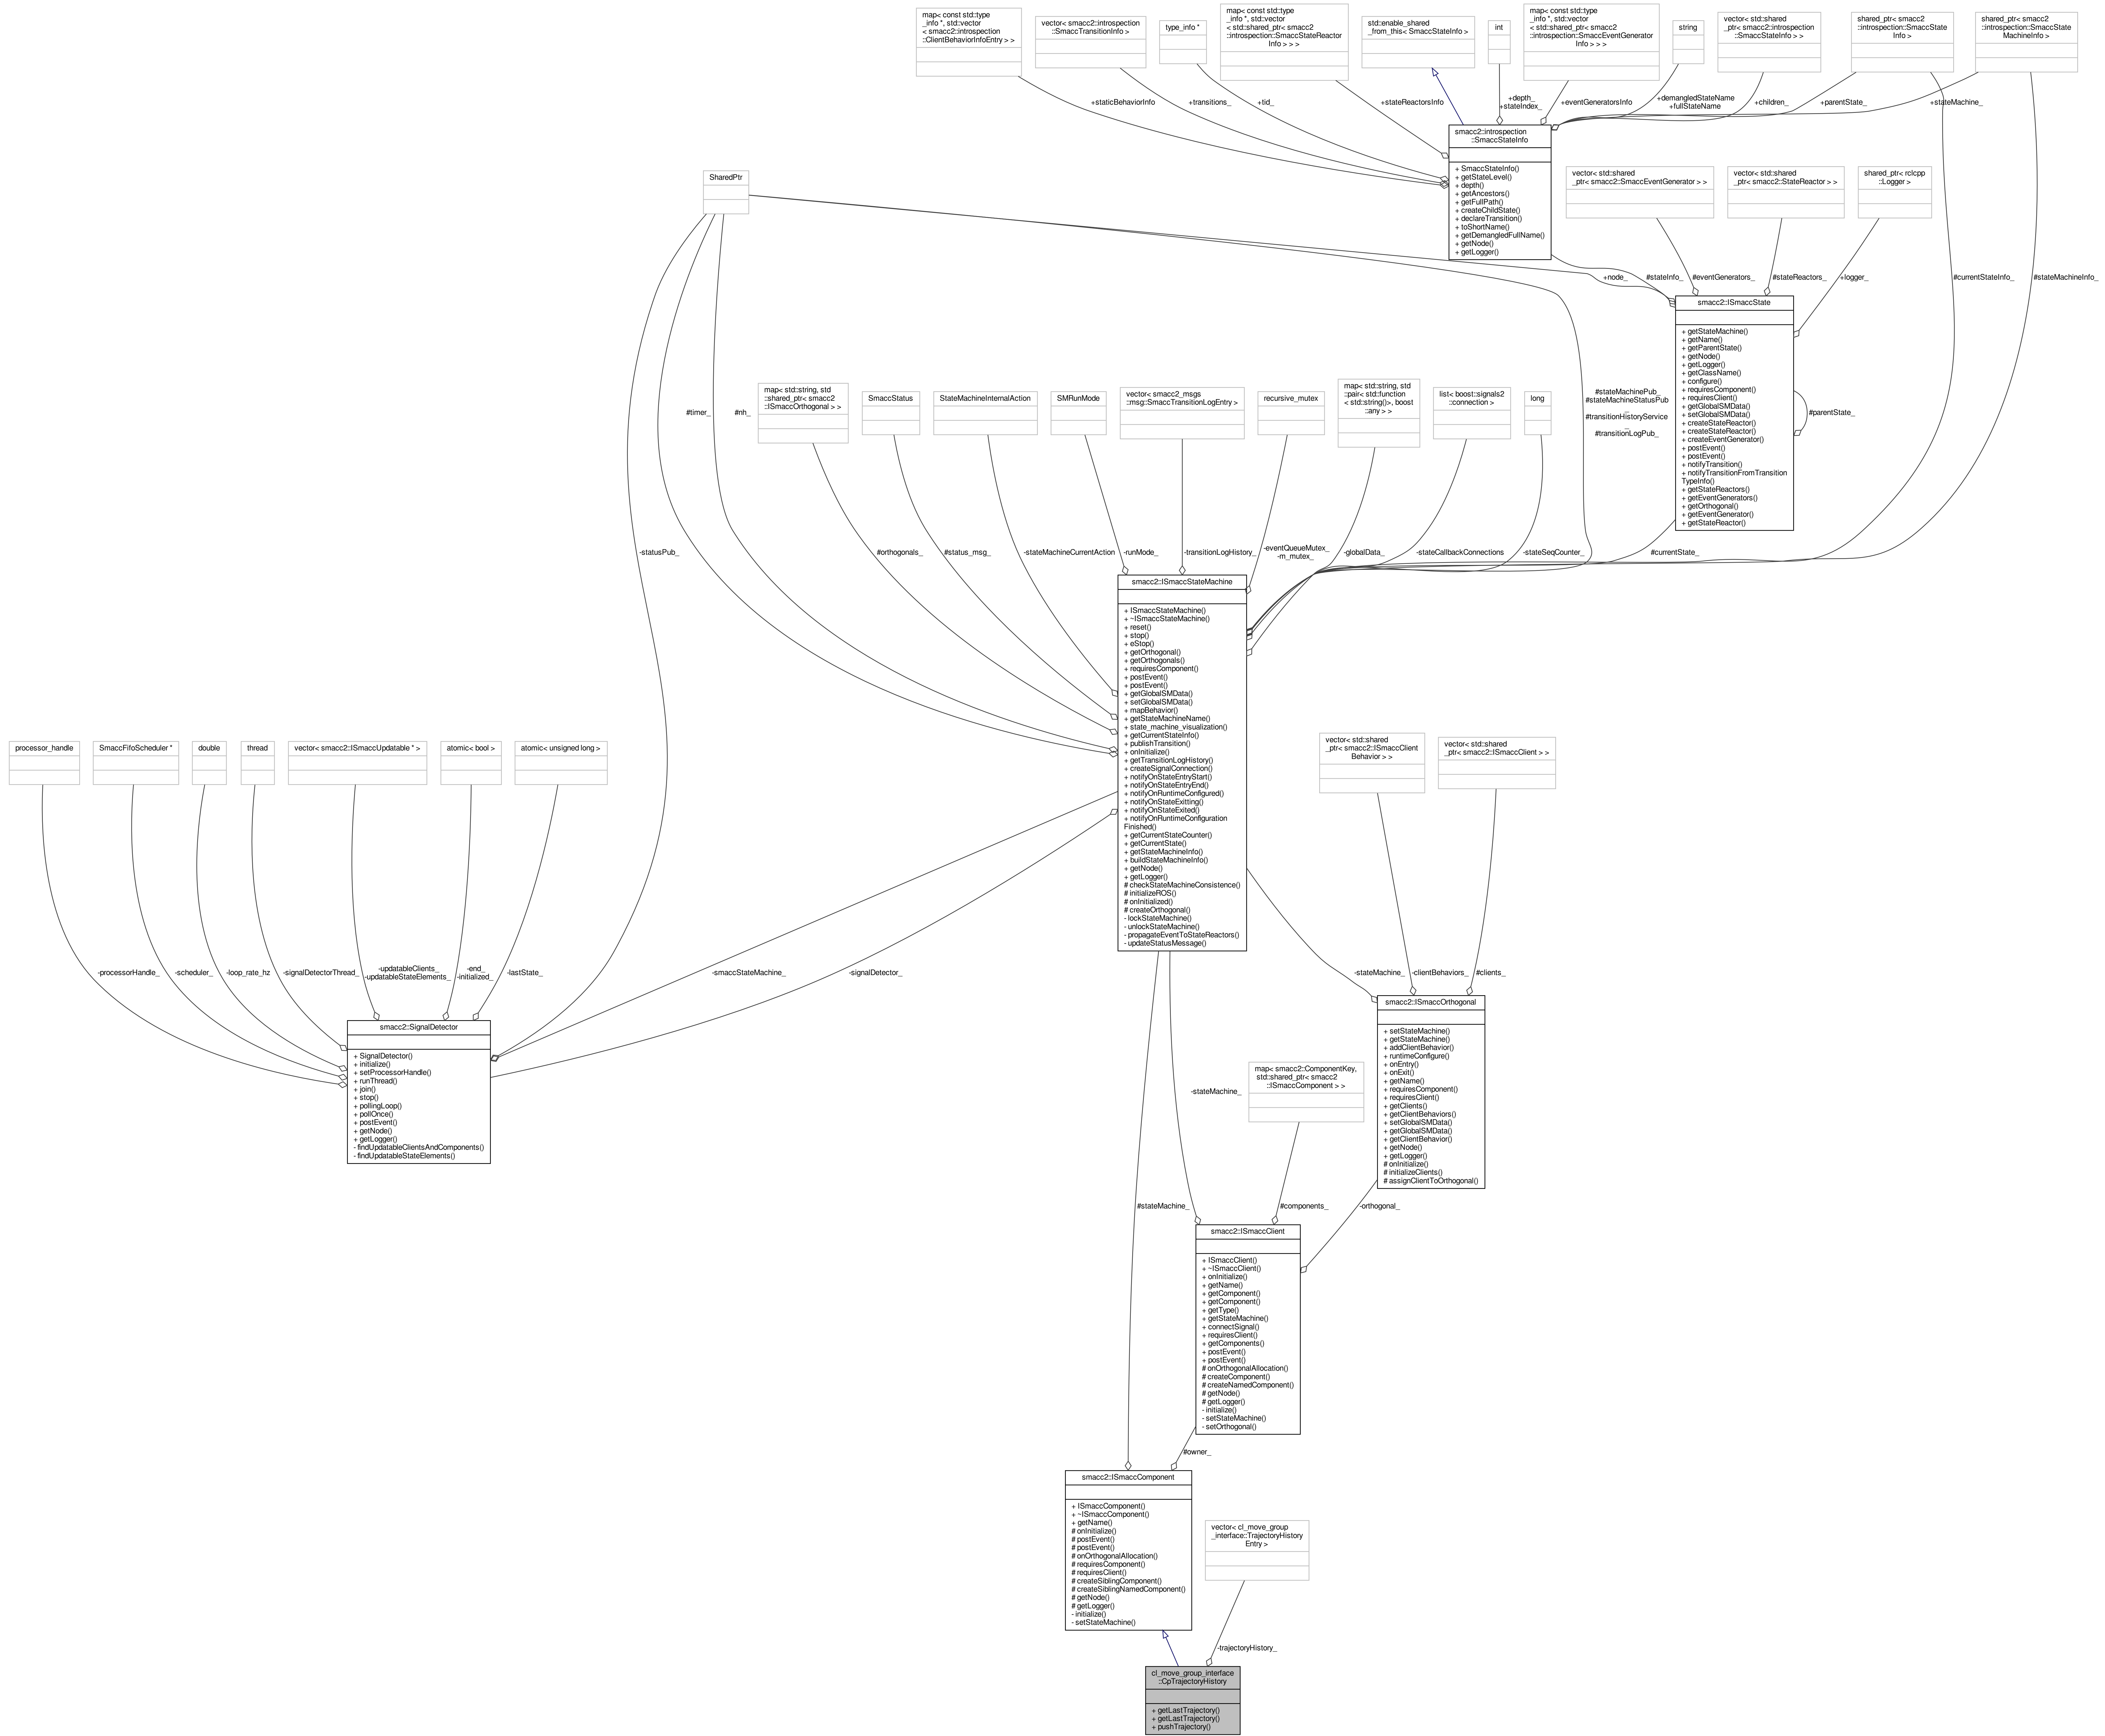 map< const std::type
_info *, std::vector
< smacc2::introspection
::ClientBehaviorInfoEntry > >
vector< smacc2::introspection
::SmaccTransitionInfo >
type_info *
map< const std::type
_info *, std::vector
< std::shared_ptr< smacc2
::introspection::SmaccStateReactor
Info > > >
std::enable_shared
_from_this< SmaccStateInfo >
int
map< const std::type
_info *, std::vector
< std::shared_ptr< smacc2
::introspection::SmaccEventGenerator
Info > > >
string
vector< std::shared
_ptr< smacc2::introspection
::SmaccStateInfo > >
shared_ptr< smacc2
::introspection::SmaccState
Info >
shared_ptr< smacc2
::introspection::SmaccState
MachineInfo >
+staticBehaviorInfo
+transitions_
+tid_
+stateReactorsInfo
+depth_
+stateIndex_
+eventGeneratorsInfo
+demangledStateName
+fullStateName
+children_
+parentState_
+stateMachine_
smacc2::introspection
::SmaccStateInfo
+ SmaccStateInfo()
+ getStateLevel()
+ depth()
+ getAncestors()
+ getFullPath()
+ createChildState()
+ declareTransition()
+ toShortName()
+ getDemangledFullName()
+ getNode()
+ getLogger()
SharedPtr
vector< std::shared
_ptr< smacc2::SmaccEventGenerator > >
vector< std::shared
_ptr< smacc2::StateReactor > >
shared_ptr< rclcpp
::Logger >
+node_
#stateInfo_
#eventGenerators_
#stateReactors_
+logger_
#currentStateInfo_
#stateMachineInfo_
smacc2::ISmaccState
+ getStateMachine()
+ getName()
+ getParentState()
+ getNode()
+ getLogger()
+ getClassName()
+ configure()
+ requiresComponent()
+ requiresClient()
+ getGlobalSMData()
+ setGlobalSMData()
+ createStateReactor()
+ createStateReactor()
+ createEventGenerator()
+ postEvent()
+ postEvent()
+ notifyTransition()
+ notifyTransitionFromTransition
TypeInfo()
+ getStateReactors()
+ getEventGenerators()
+ getOrthogonal()
+ getEventGenerator()
+ getStateReactor()
#parentState_
map< std::string, std
::shared_ptr< smacc2
::ISmaccOrthogonal > >
SmaccStatus
StateMachineInternalAction
SMRunMode
vector< smacc2_msgs
::msg::SmaccTransitionLogEntry >
recursive_mutex
map< std::string, std
::pair< std::function
< std::string()>, boost
::any > >
list< boost::signals2
::connection >
long
#timer_
#nh_
#stateMachinePub_
#stateMachineStatusPub
_
#transitionHistoryService
_
#transitionLogPub_
-statusPub_
#orthogonals_
#status_msg_
-stateMachineCurrentAction
-runMode_
-transitionLogHistory_
-eventQueueMutex_
-m_mutex_
-globalData_
-stateCallbackConnections
-stateSeqCounter_
#currentState_
smacc2::ISmaccStateMachine
+ ISmaccStateMachine()
+ ~ISmaccStateMachine()
+ reset()
+ stop()
+ eStop()
+ getOrthogonal()
+ getOrthogonals()
+ requiresComponent()
+ postEvent()
+ postEvent()
+ getGlobalSMData()
+ setGlobalSMData()
+ mapBehavior()
+ getStateMachineName()
+ state_machine_visualization()
+ getCurrentStateInfo()
+ publishTransition()
+ onInitialize()
+ getTransitionLogHistory()
+ createSignalConnection()
+ notifyOnStateEntryStart()
+ notifyOnStateEntryEnd()
+ notifyOnRuntimeConfigured()
+ notifyOnStateExitting()
+ notifyOnStateExited()
+ notifyOnRuntimeConfiguration
Finished()
+ getCurrentStateCounter()
+ getCurrentState()
+ getStateMachineInfo()
+ buildStateMachineInfo()
+ getNode()
+ getLogger()
# checkStateMachineConsistence()
# initializeROS()
# onInitialized()
# createOrthogonal()
- lockStateMachine()
- unlockStateMachine()
- propagateEventToStateReactors()
- updateStatusMessage()
processor_handle
SmaccFifoScheduler *
double
thread
vector< smacc2::ISmaccUpdatable * >
atomic< bool >
atomic< unsigned long >
vector< std::shared
_ptr< smacc2::ISmaccClient
Behavior > >
vector< std::shared
_ptr< smacc2::ISmaccClient > >
-processorHandle_
-scheduler_
-loop_rate_hz
-signalDetectorThread_
-updatableClients_
-updatableStateElements_
-end_
-initialized_
-lastState_
-smaccStateMachine_
-signalDetector_
-stateMachine_
-clientBehaviors_
#clients_
smacc2::SignalDetector
+ SignalDetector()
+ initialize()
+ setProcessorHandle()
+ runThread()
+ join()
+ stop()
+ pollingLoop()
+ pollOnce()
+ postEvent()
+ getNode()
+ getLogger()
- findUpdatableClientsAndComponents()
- findUpdatableStateElements()
smacc2::ISmaccOrthogonal
+ setStateMachine()
+ getStateMachine()
+ addClientBehavior()
+ runtimeConfigure()
+ onEntry()
+ onExit()
+ getName()
+ requiresComponent()
+ requiresClient()
+ getClients()
+ getClientBehaviors()
+ setGlobalSMData()
+ getGlobalSMData()
+ getClientBehavior()
+ getNode()
+ getLogger()
# onInitialize()
# initializeClients()
# assignClientToOrthogonal()
map< smacc2::ComponentKey,
std::shared_ptr< smacc2
::ISmaccComponent > >
-stateMachine_
#stateMachine_
#components_
-orthogonal_
smacc2::ISmaccClient
+ ISmaccClient()
+ ~ISmaccClient()
+ onInitialize()
+ getName()
+ getComponent()
+ getComponent()
+ getType()
+ getStateMachine()
+ connectSignal()
+ requiresClient()
+ getComponents()
+ postEvent()
+ postEvent()
# onOrthogonalAllocation()
# createComponent()
# createNamedComponent()
# getNode()
# getLogger()
- initialize()
- setStateMachine()
- setOrthogonal()
#owner_
smacc2::ISmaccComponent
+ ISmaccComponent()
+ ~ISmaccComponent()
+ getName()
# onInitialize()
# postEvent()
# postEvent()
# onOrthogonalAllocation()
# requiresComponent()
# requiresClient()
# createSiblingComponent()
# createSiblingNamedComponent()
# getNode()
# getLogger()
- initialize()
- setStateMachine()
vector< cl_move_group
_interface::TrajectoryHistory
Entry >
-trajectoryHistory_
cl_move_group_interface
::CpTrajectoryHistory
+ getLastTrajectory()
+ getLastTrajectory()
+ pushTrajectory()